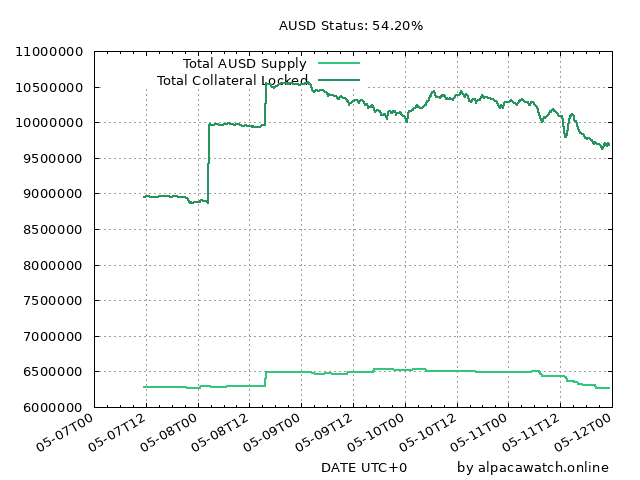 AUSD Status: 54.20%
11000000
10500000
10000000
9500000
9000000
8500000
8000000
7500000
7000000
6500000
6000000
Total AUSD Supply
Total Collateral Locked
05-07T00
05-07T12
05-08T00
05-08T12
05-09T00
05-09T12
05-10T00
05-10T12
05-11T00
05-11T12
05-12T00
DATE UTC+0
by alpacawatch.online